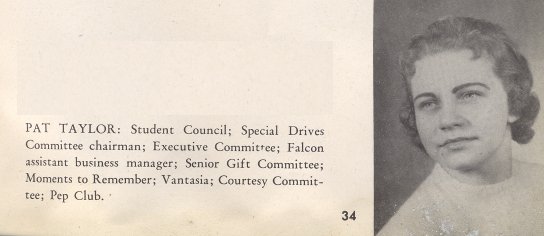 PAT TAYLOR: Student Council; Special Drives
Committee chairman; Executive Committee; Falcon
assistant business manager; Senior Gift Committee;
Moments to Remember; Vantasia; Courtesy Commit-
tee; Pep Club.
34